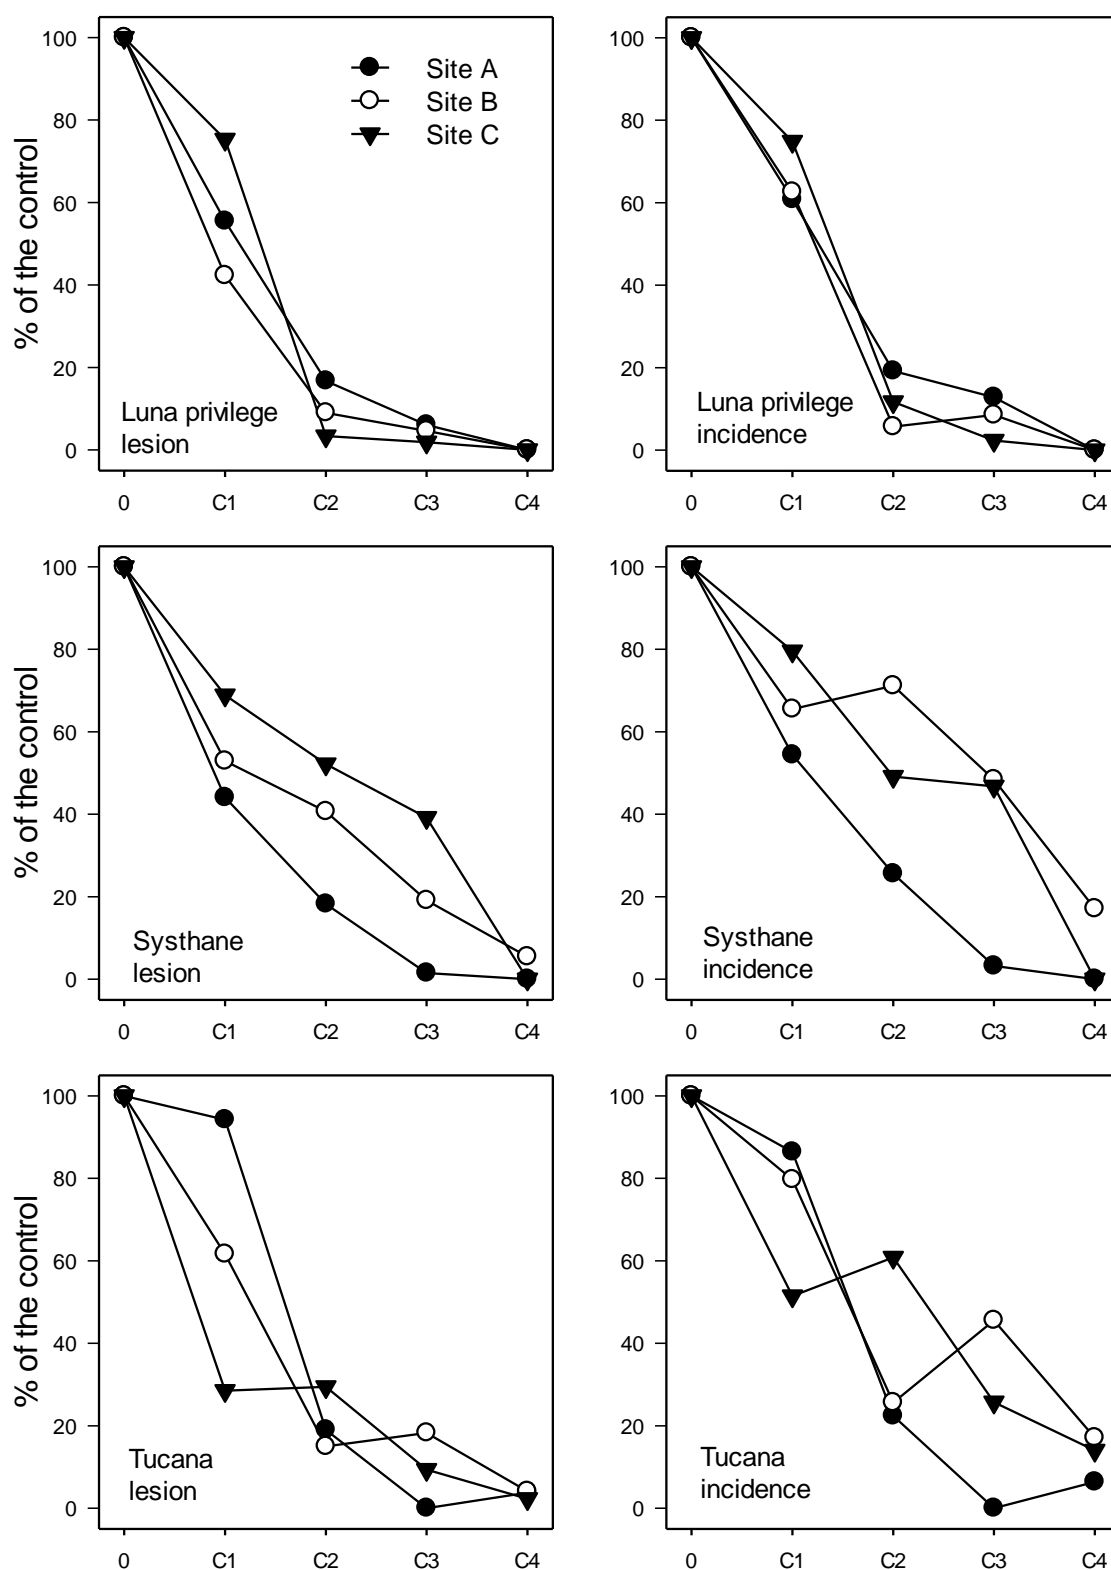 100
80
60
40
20
0
% of the control
Site A
Site B
Site C
Luna privilege
lesion
0 C1 C2 C3 C4
100
80
60
40
20
0
Luna privilege
incidence
0 C1 C2 C3 C4
100
80
60
40
20
0
% of the control
Systhane
lesion
0 C1 C2 C3 C4
100
80
60
40
20
0
Systhane
incidence
0 C1 C2 C3 C4
100
80
60
40
20
0
% of the control
Tucana
lesion
0 C1 C2 C3 C4
100
80
60
40
20
0
Tucana
incidence
0 C1 C2 C3 C4